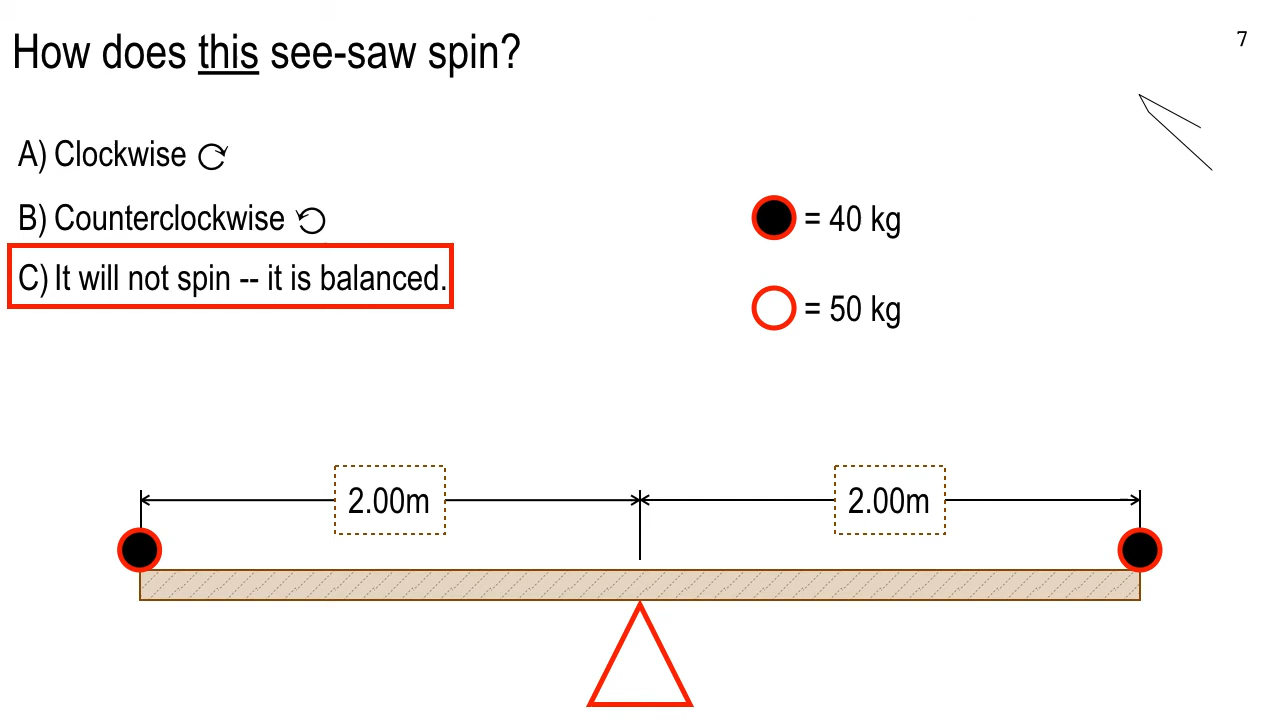 How does this see-saw spin?
7
A) Clockwise
B) Counterclockwise
C) It will not spin -- it is balanced.
= 40 kg
= 50 kg
2.00m
2.00m